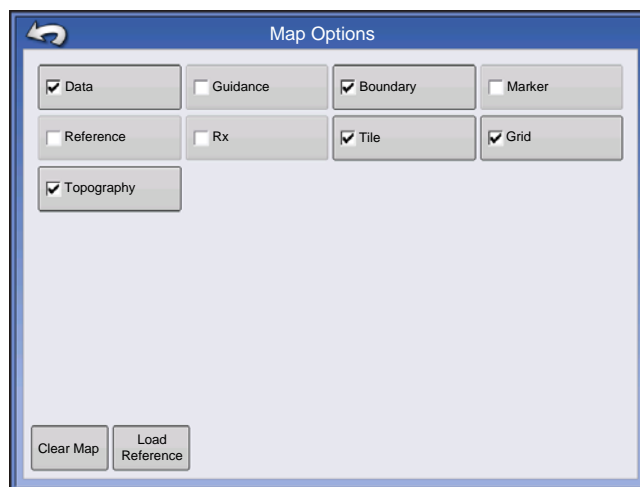 Map Options
Data
Guidance
Boundary
Marker
Reference
Rx
Tile
Grid
Topography
Clear Map
Load
Reference